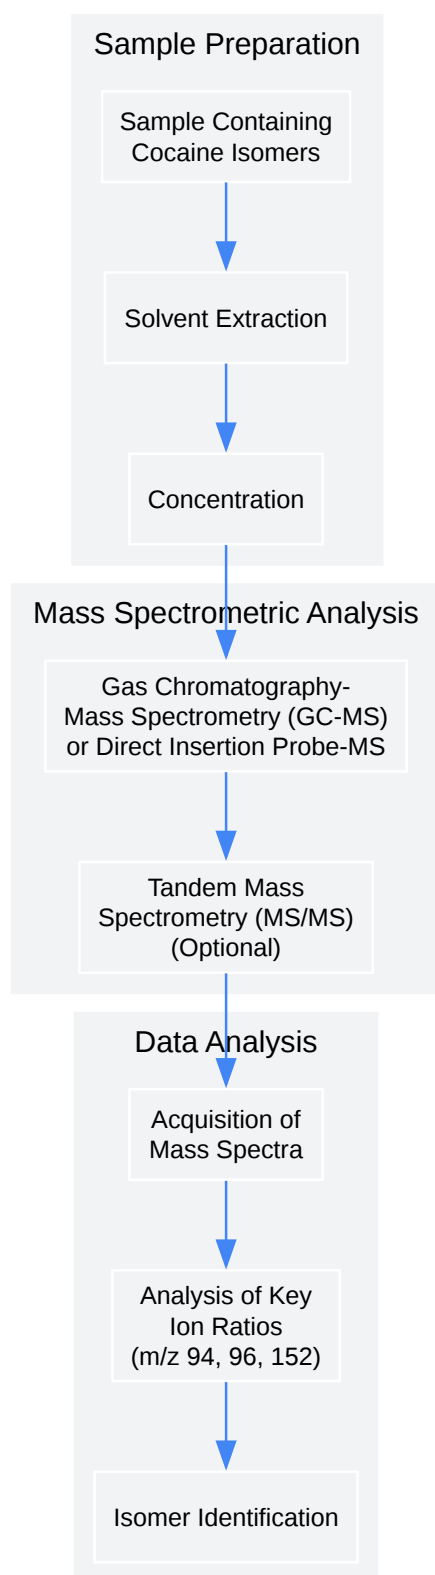 Sample Preparation
Sample Containing
Cocaine Isomers
Solvent Extraction
Concentration
Mass Spectrometric Analysis
Gas Chromatography-
Mass Spectrometry (GC-MS)
or Direct Insertion Probe-MS
Tandem Mass
Spectrometry (MS/MS)
(Optional)
Data Analysis
Acquisition of
Mass Spectra
Analysis of Key
Ion Ratios
(m/z 94, 96, 152)
Isomer Identification